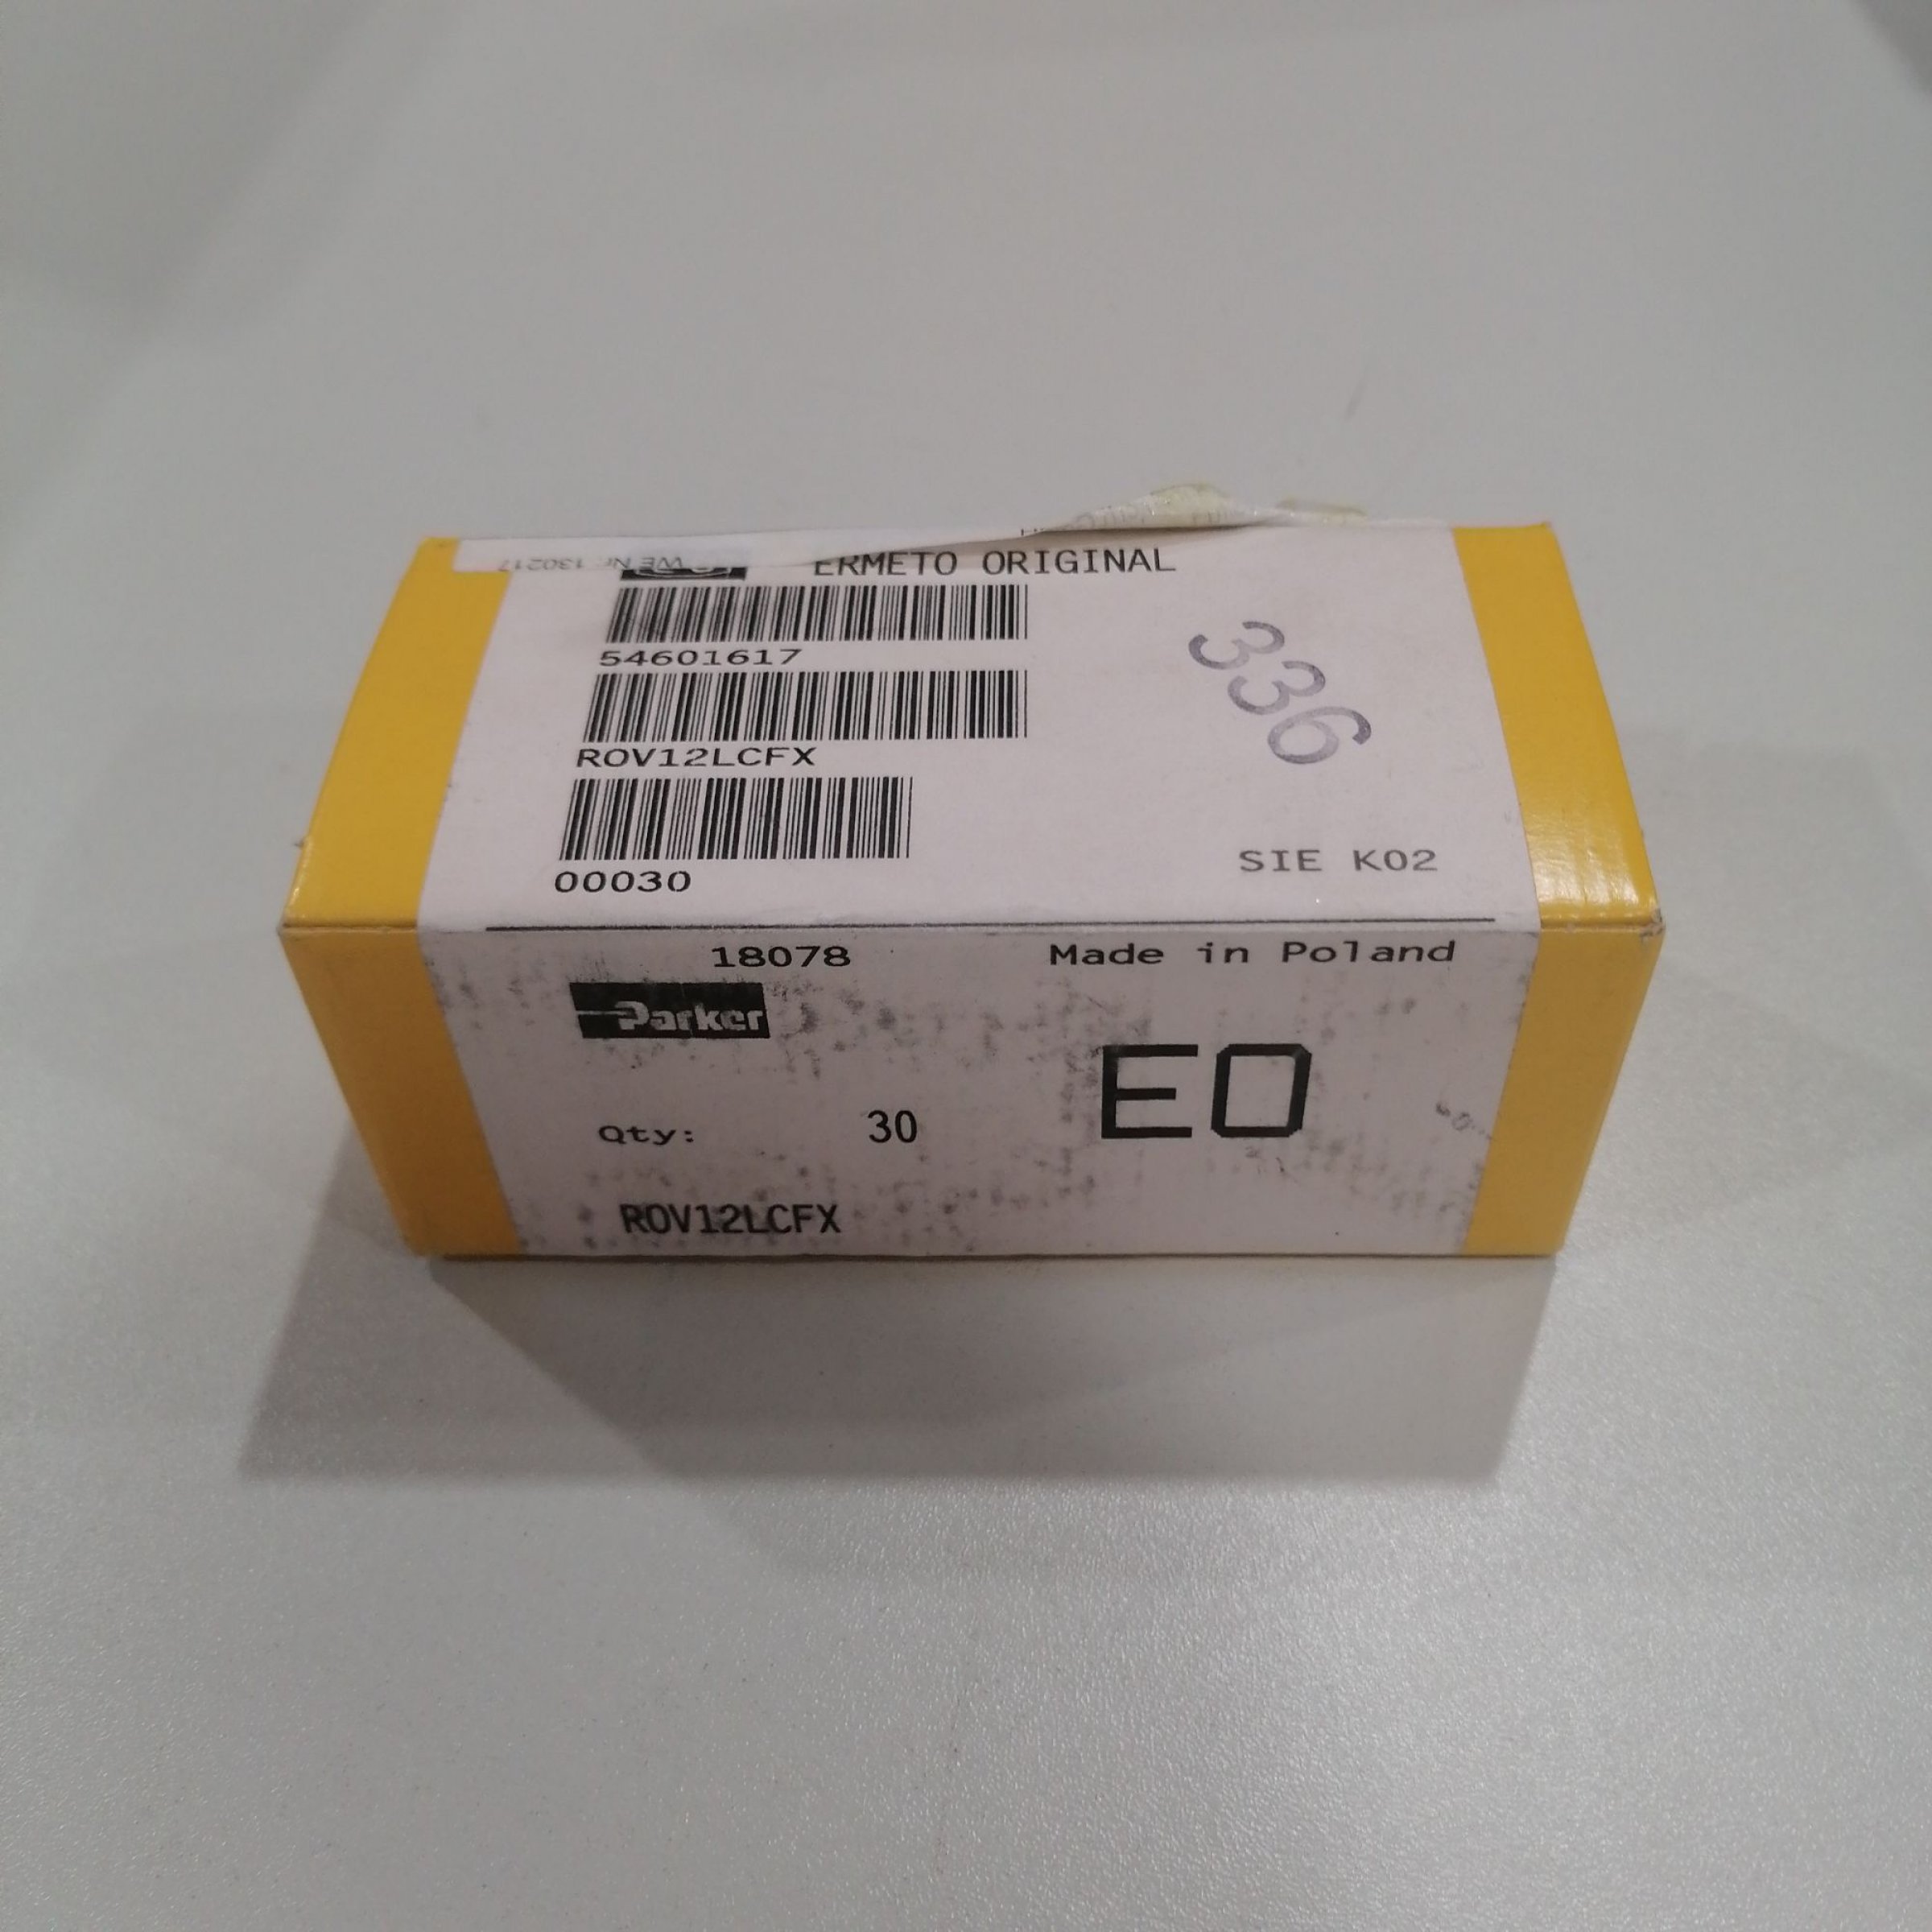 WE Nr. 130217
ERMETO ORIGINAL
54601617
ROV12LCFX
00030
336
SIE K02
18078 Made in Poland
Parker
EO
Qty: 30
ROV12LCFX